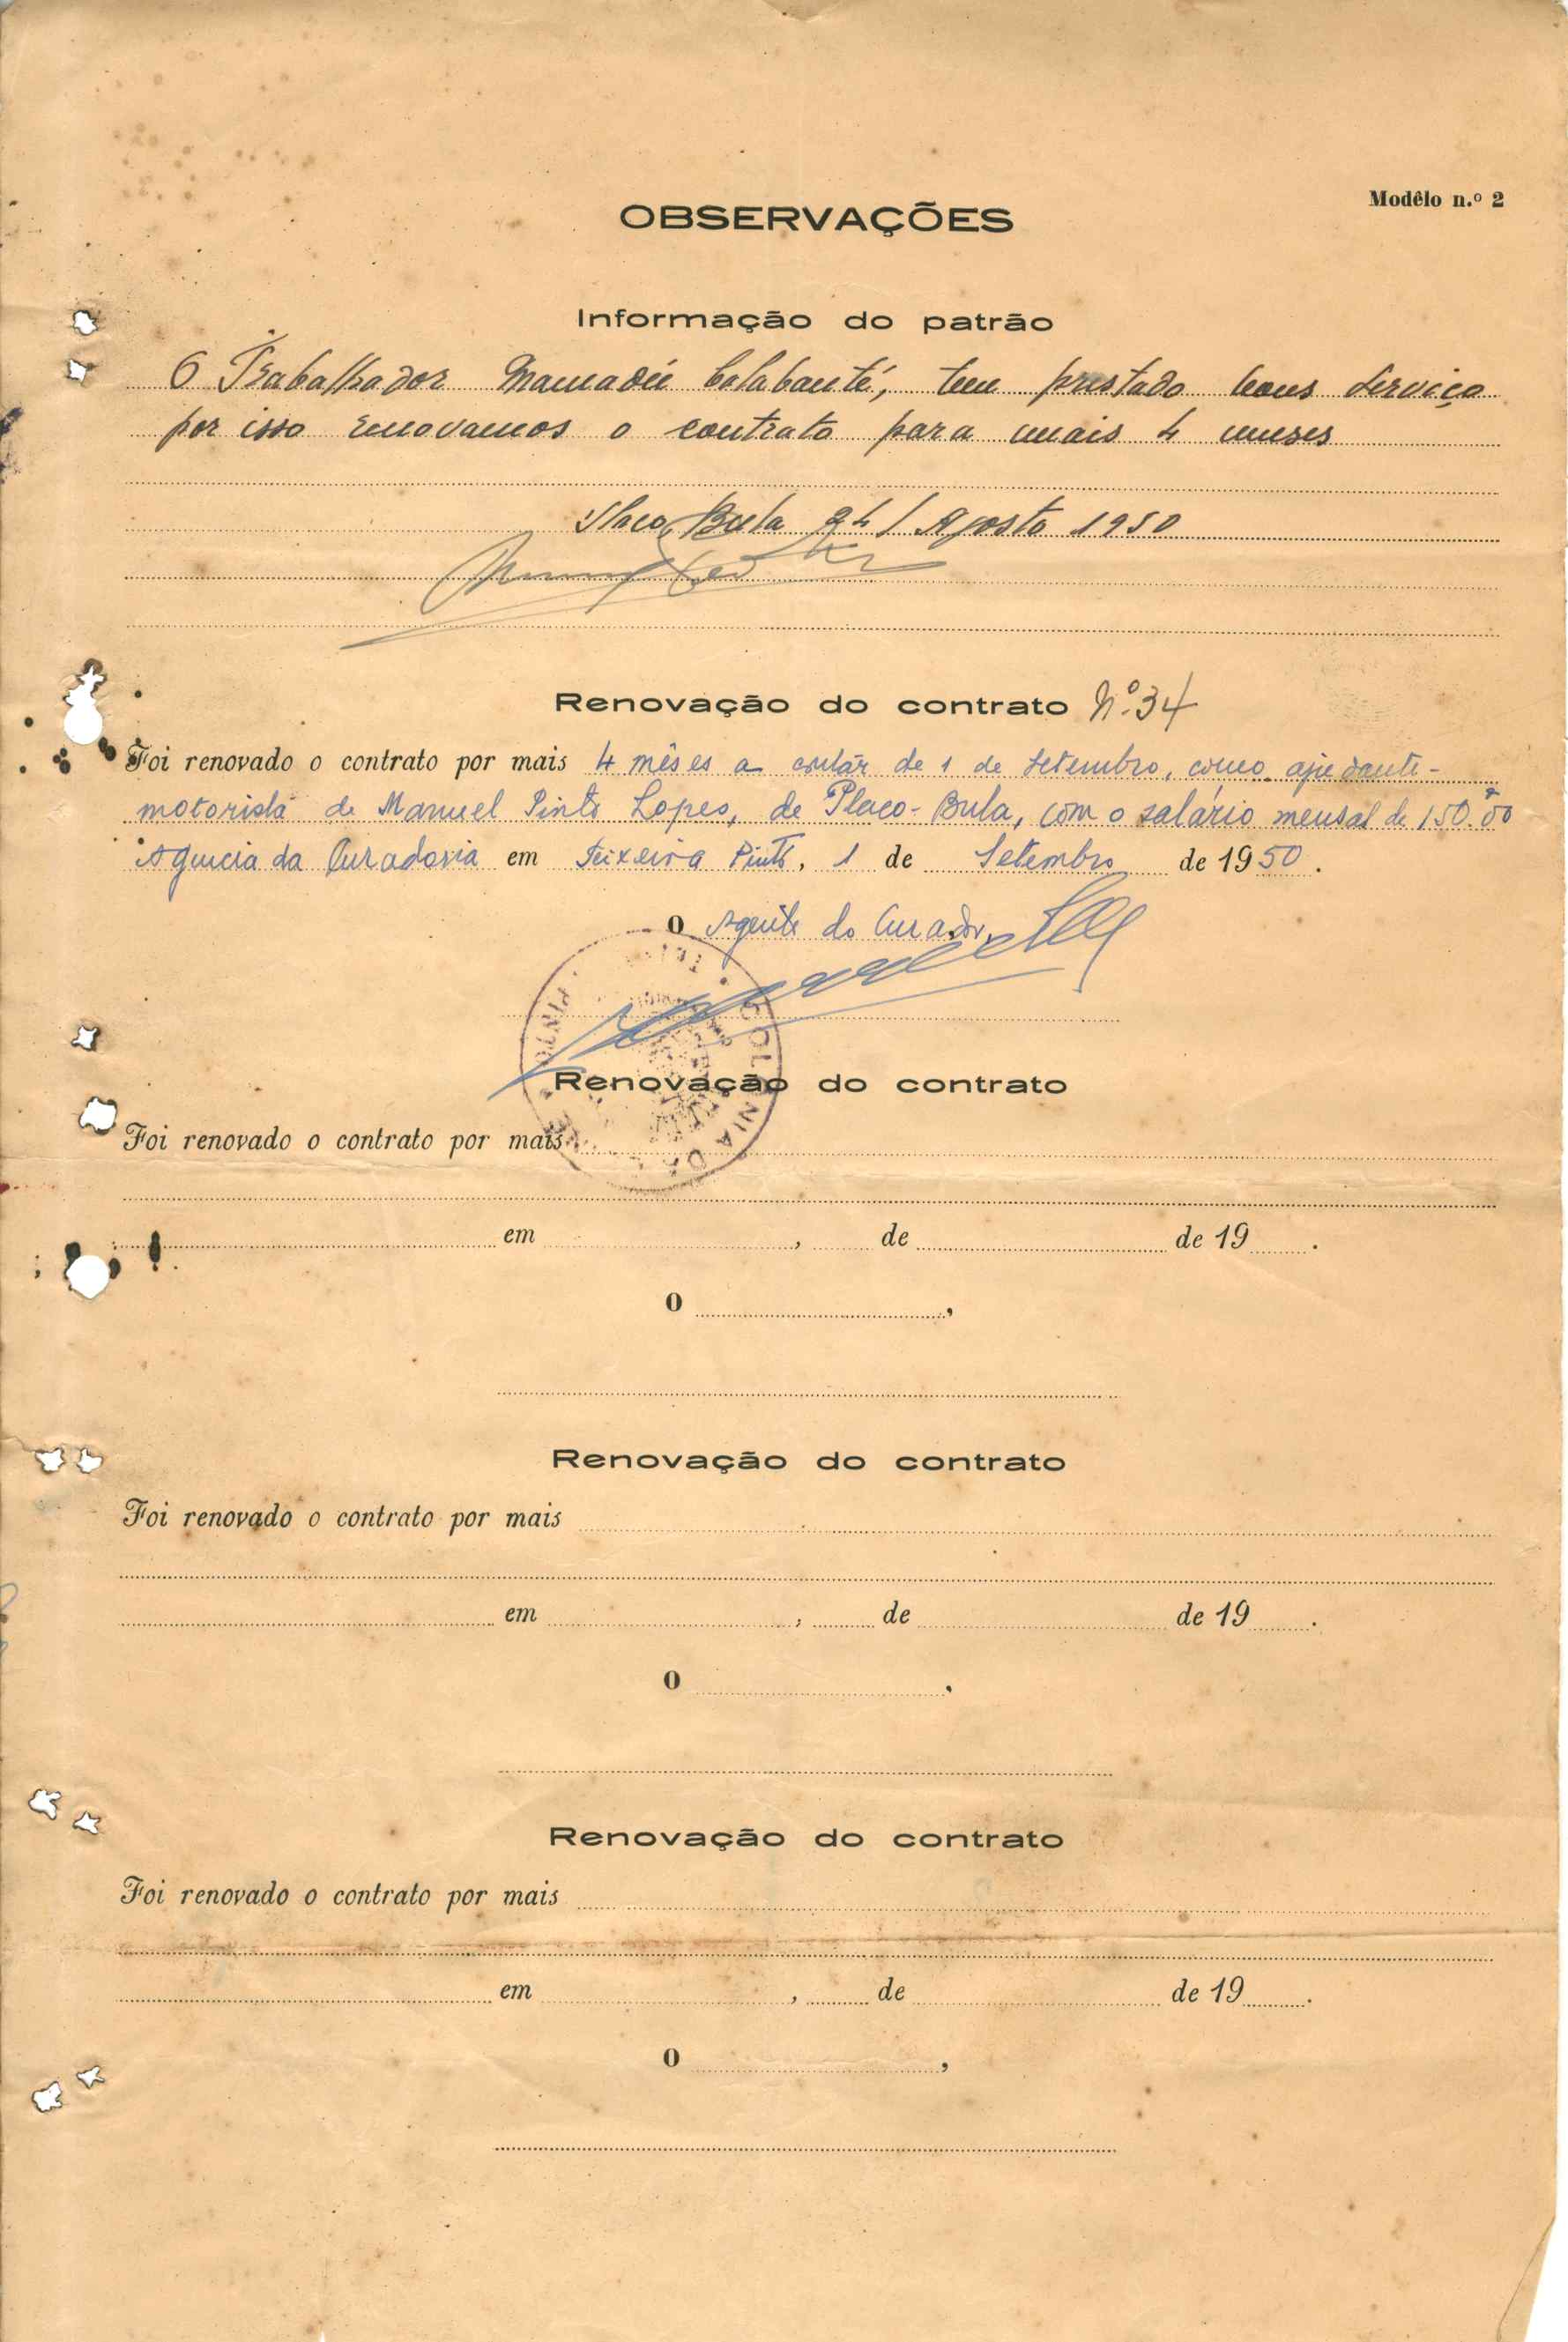 Modêlo n.º 2
OBSERVAÇÕES
Informação do patrão
O Trabalhador Mamadú Calabanté, tem prestado bons serviço
por isso renovamos o contrato para mais 4 meses
Placo, Bula 24/Agosto 1950
Renovação do contrato Nº 34
Foi renovado o contrato por mais 4 mêses a contar de 1 de Setembro, como ajudante-
motorista de Manuel Pinto Lopes, de Placo-Bula, com o salário mensal de 150.00
Agencia da Curadoria em Teixeira Pinto, 1 de Setembro de 1950.
O Agente do Curador,
COLÓNIA DA PINTO
Renovação do contrato
Foi renovado o contrato por mais
em , de de 19 .
O ,
Renovação do contrato
Foi renovado o contrato por mais
em , de de 19 .
O ,
Renovação do contrato
Foi renovado o contrato por mais
em , de de 19 .
O ,